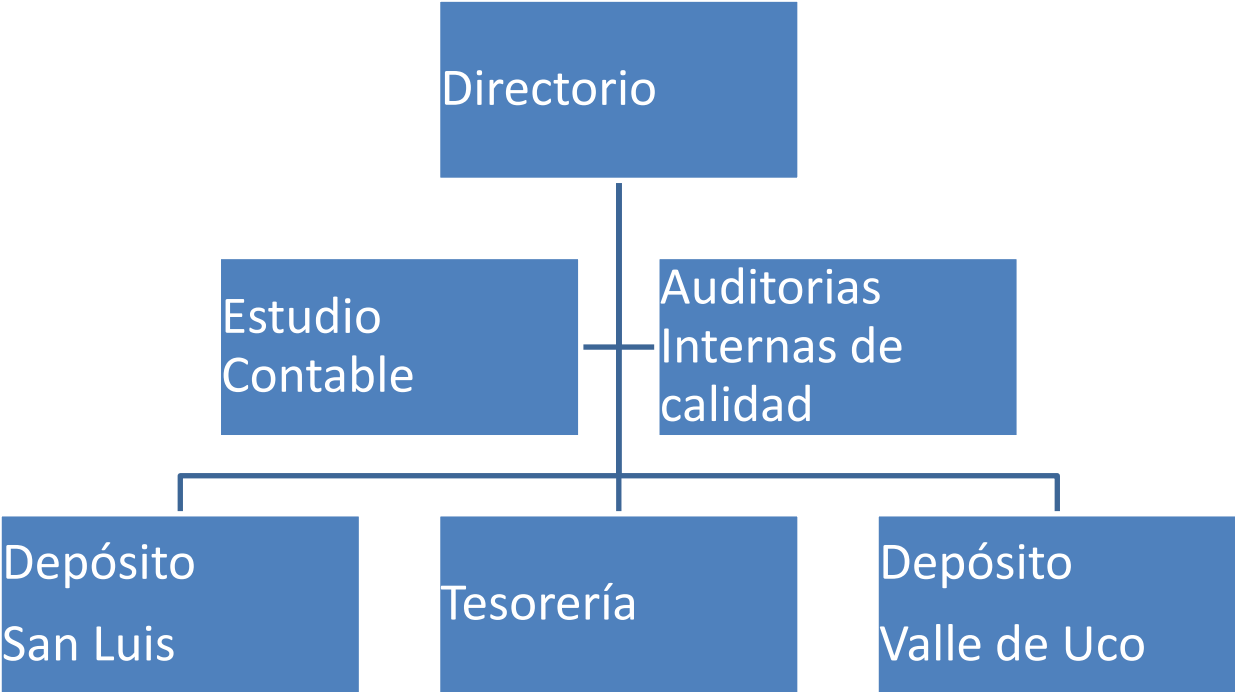 Directorio
Estudio
Contable
Auditorias
Internas de
calidad
Depósito
San Luis
Tesorería
Depósito
Valle de Uco